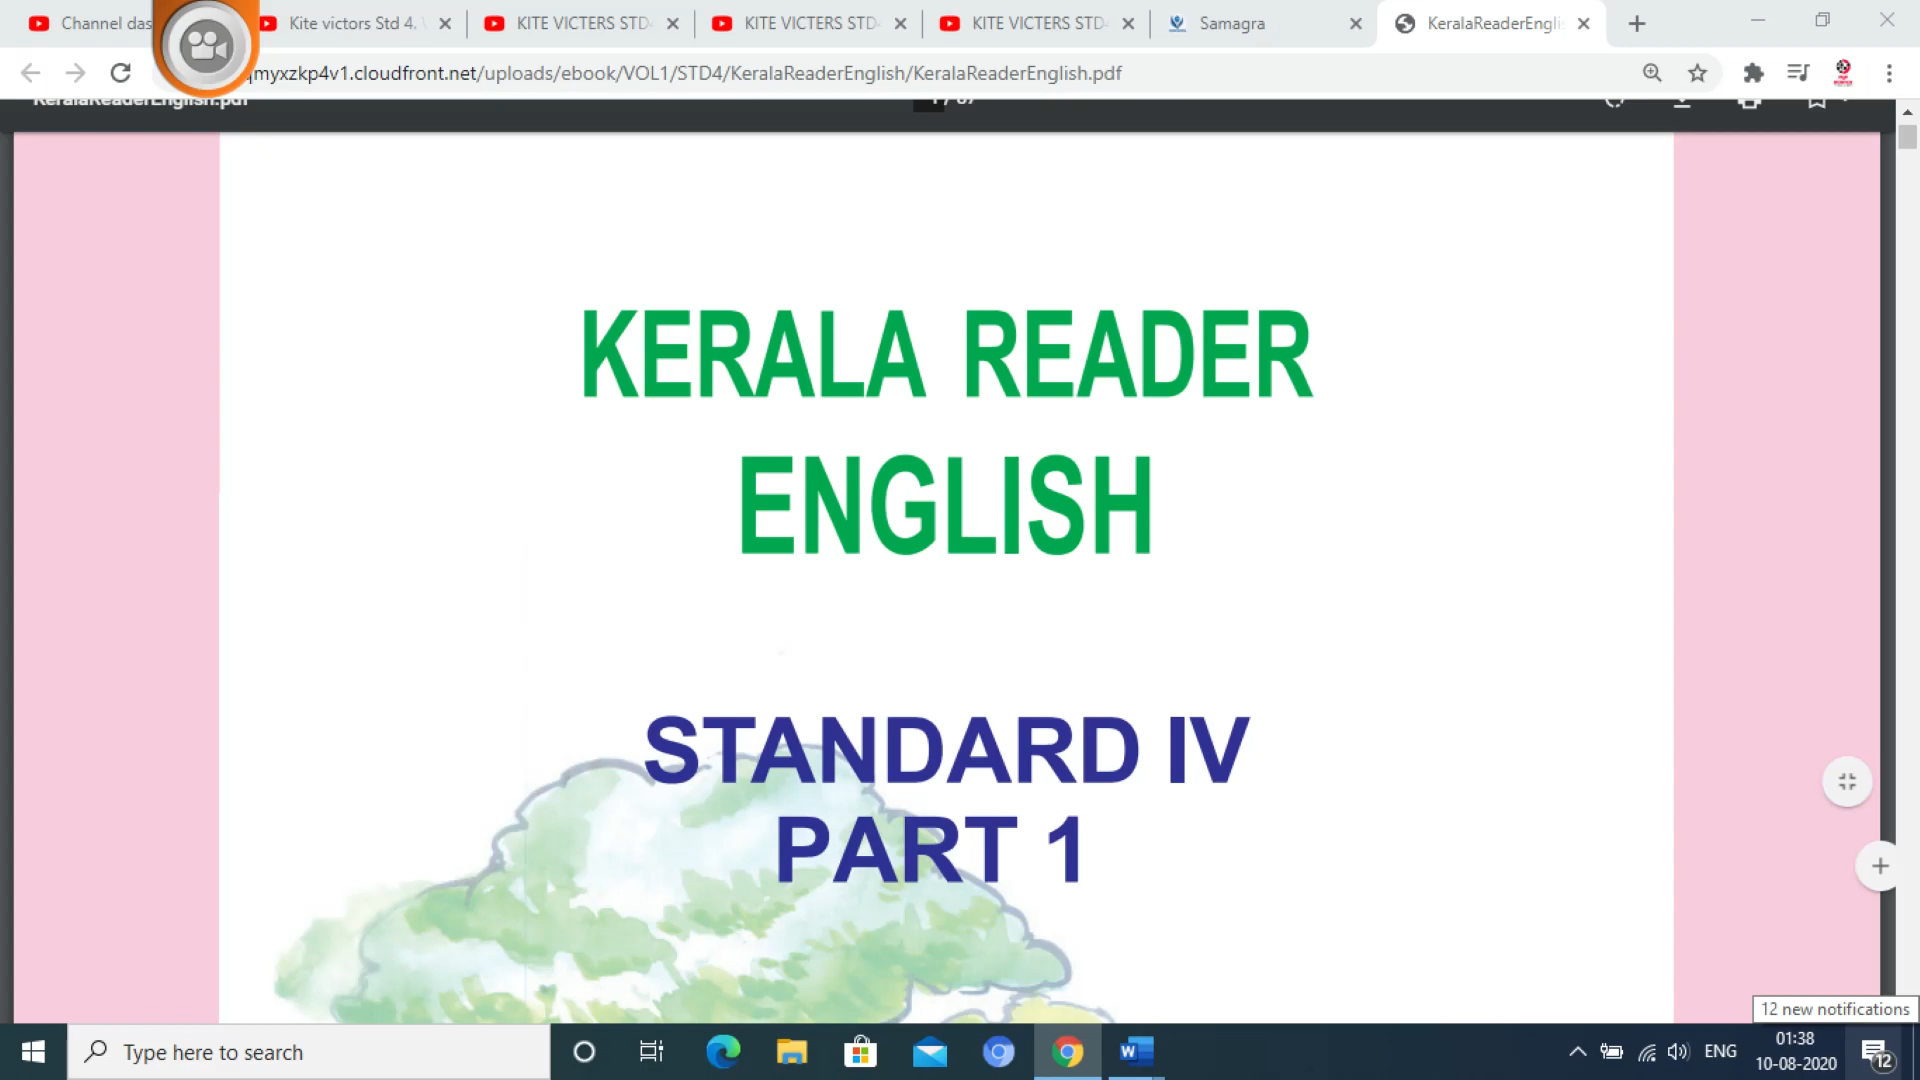 Channel das
Kite victors Std 4.
KITE VICTERS STD
KITE VICTERS STD
KITE VICTERS STD
Samagra
KeralaReaderEngli
myxzkp4v1.cloudfront.net/uploads/ebook/VOL1/STD4/KeralaReaderEnglish/KeralaReaderEnglish.pdf
KeralaReaderEnglish.pdf
KERALA READER
ENGLISH
STANDARD IV
PART 1
12 new notifications
Type here to search
ENG
01:38
10-08-2020
12